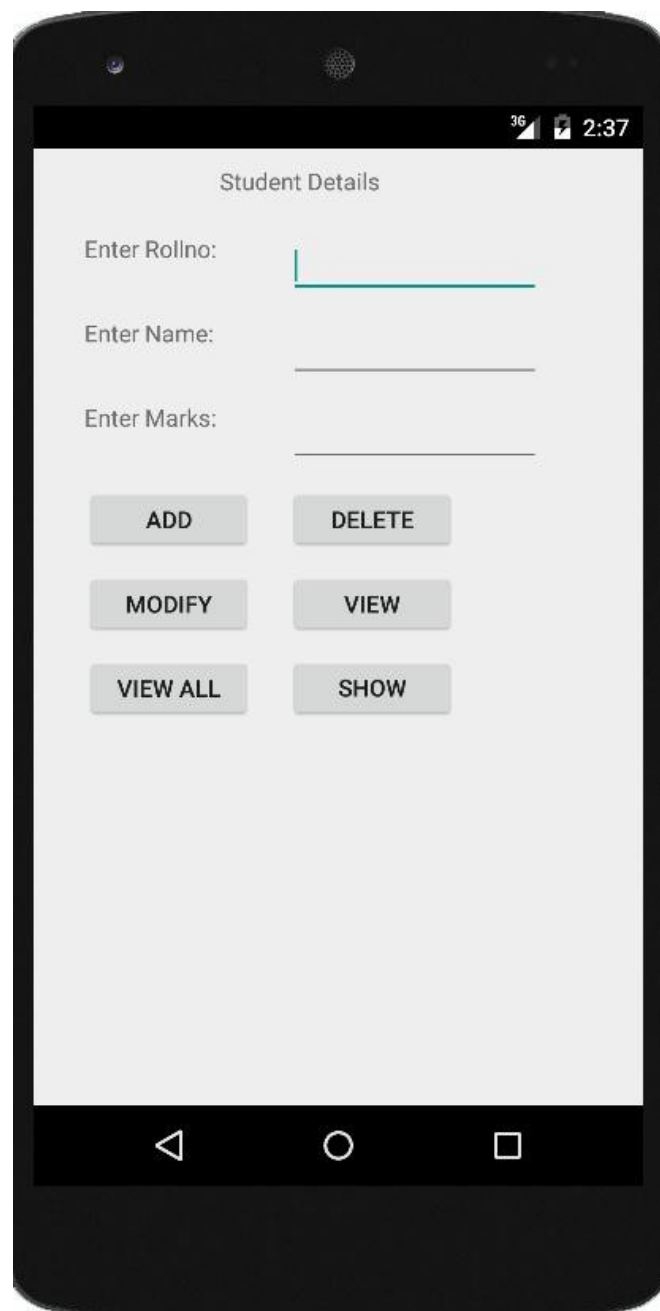 3G 2:37
Student Details
Enter Rollno:
Enter Name:
Enter Marks:
ADD DELETE
MODIFY VIEW
VIEW ALL SHOW